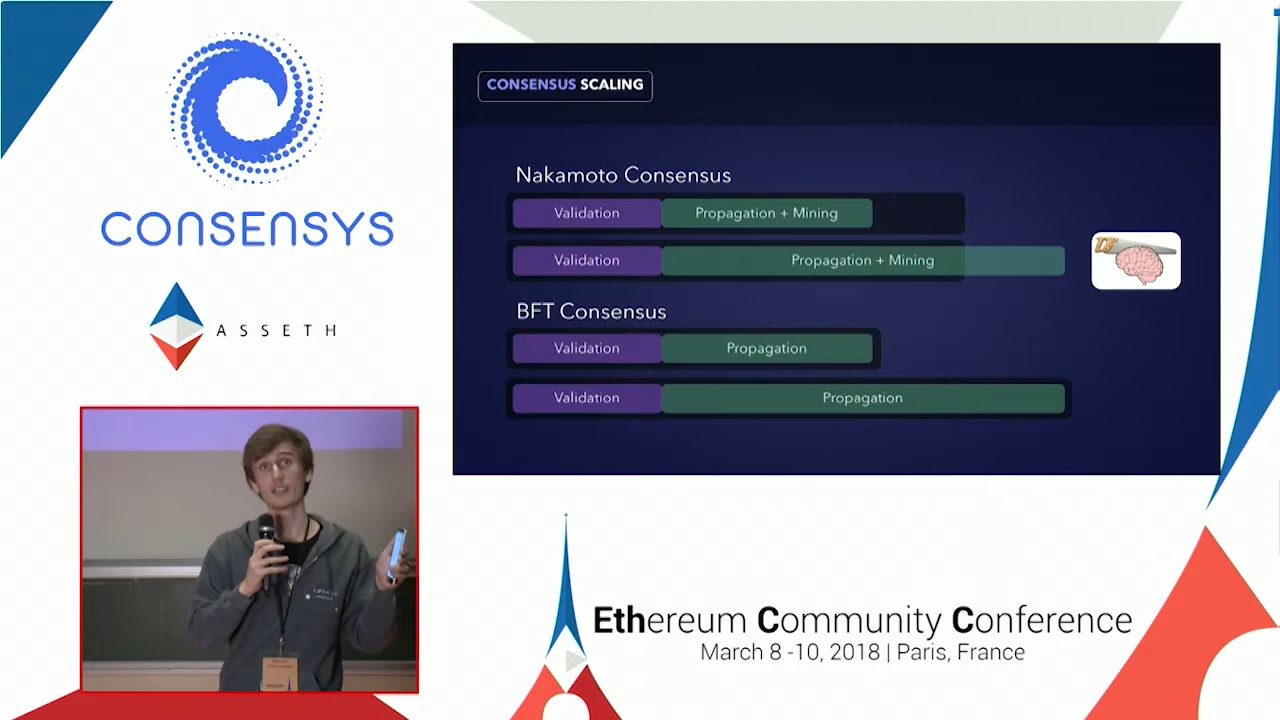 CONSENSYS
ASSETH
CONSENSUS SCALING
Nakamoto Consensus
Validation Propagation + Mining
Validation Propagation + Mining
BFT Consensus
Validation Propagation
Validation Propagation
Ethereum Community Conference
March 8 -10, 2018 | Paris, France